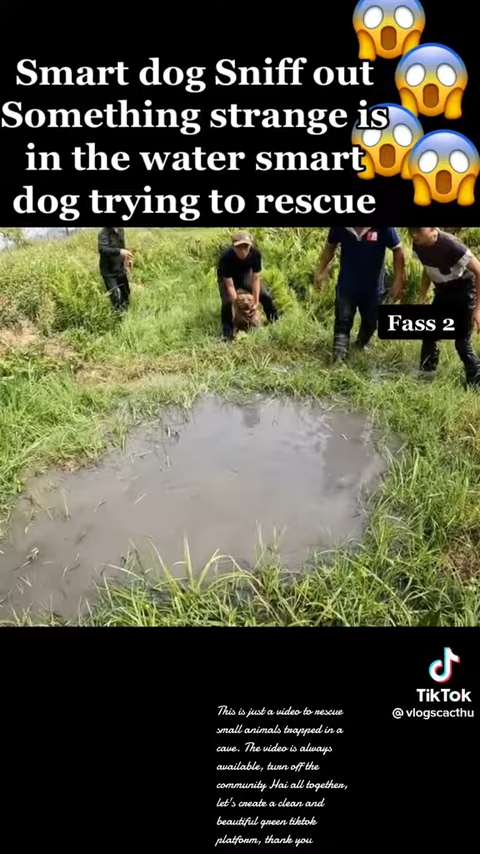 Smart dog Sniff out
Something strange is
in the water smart
dog trying to rescue
Fass 2
TikTok
@vlogscacthu
This is just a video to rescue
small animals trapped in a
cave. The video is always
available, turn off the
community Hai all together,
let's create a clean and
beautiful green tiktok
platform, thank you